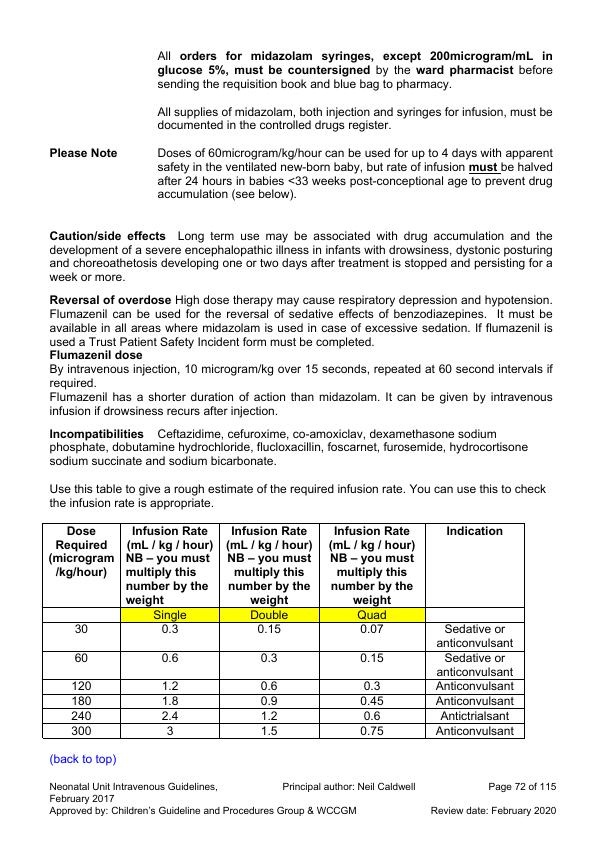 All orders for midazolam syringes, except 200microgram/mL in
glucose 5%, must be countersigned by the ward pharmacist before
sending the requisition book and blue bag to pharmacy.
All supplies of midazolam, both injection and syringes for infusion, must be
documented in the controlled drugs register.
Please Note Doses of 60microgram/kg/hour can be used for up to 4 days with apparent
safety in the ventilated new-born baby, but rate of infusion must be halved
after 24 hours in babies <33 weeks post-conceptional age to prevent drug
accumulation (see below).
Caution/side effects Long term use may be associated with drug accumulation and the
development of a severe encephalopathic illness in infants with drowsiness, dystonic posturing
and choreoathetosis developing one or two days after treatment is stopped and persisting for a
week or more.
Reversal of overdose High dose therapy may cause respiratory depression and hypotension.
Flumazenil can be used for the reversal of sedative effects of benzodiazepines. It must be
available in all areas where midazolam is used in case of excessive sedation. If flumazenil is
used a Trust Patient Safety Incident form must be completed.
Flumazenil dose
By intravenous injection, 10 microgram/kg over 15 seconds, repeated at 60 second intervals if
required.
Flumazenil has a shorter duration of action than midazolam. It can be given by intravenous
infusion if drowsiness recurs after injection.
Incompatibilities Ceftazidime, cefuroxime, co-amoxiclav, dexamethasone sodium
phosphate, dobutamine hydrochloride, flucloxacillin, foscarnet, furosemide, hydrocortisone
sodium succinate and sodium bicarbonate.
Use this table to give a rough estimate of the required infusion rate. You can use this to check
the infusion rate is appropriate.
Dose Infusion Rate Infusion Rate Infusion Rate Indication
Required (mL / kg / hour) (mL / kg / hour) (mL / kg / hour)
(microgram NB – you must NB – you must NB – you must
/kg/hour) multiply this multiply this multiply this
number by the number by the number by the
weight weight weight
Single Double Quad
30 0.3 0.15 0.07 Sedative or
anticonvulsant
60 0.6 0.3 0.15 Sedative or
anticonvulsant
120 1.2 0.6 0.3 Anticonvulsant
180 1.8 0.9 0.45 Anticonvulsant
240 2.4 1.2 0.6 Antictrialsant
300 3 1.5 0.75 Anticonvulsant
(back to top)
Neonatal Unit Intravenous Guidelines, Principal author: Neil Caldwell Page 72 of 115
February 2017
Approved by: Children's Guideline and Procedures Group & WCCGM Review date: February 2020